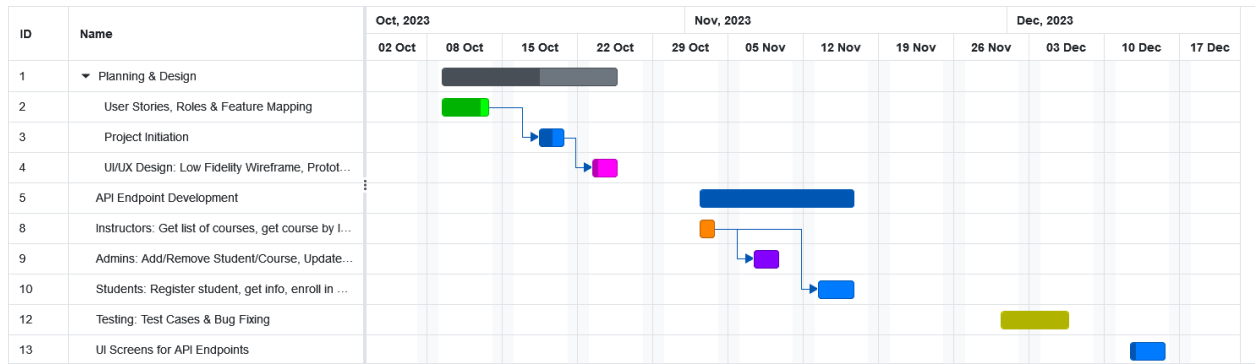 ID Name Oct, 2023 Nov, 2023 Dec, 2023
02 Oct 08 Oct 15 Oct 22 Oct 29 Oct 05 Nov 12 Nov 19 Nov 26 Nov 03 Dec 10 Dec 17 Dec
1 Planning & Design
2 User Stories, Roles & Feature Mapping
3 Project Initiation
4 UI/UX Design: Low Fidelity Wireframe, Protot...
5 API Endpoint Development
8 Instructors: Get list of courses, get course by I...
9 Admins: Add/Remove Student/Course, Update...
10 Students: Register student, get info, enroll in ...
12 Testing: Test Cases & Bug Fixing
13 UI Screens for API Endpoints